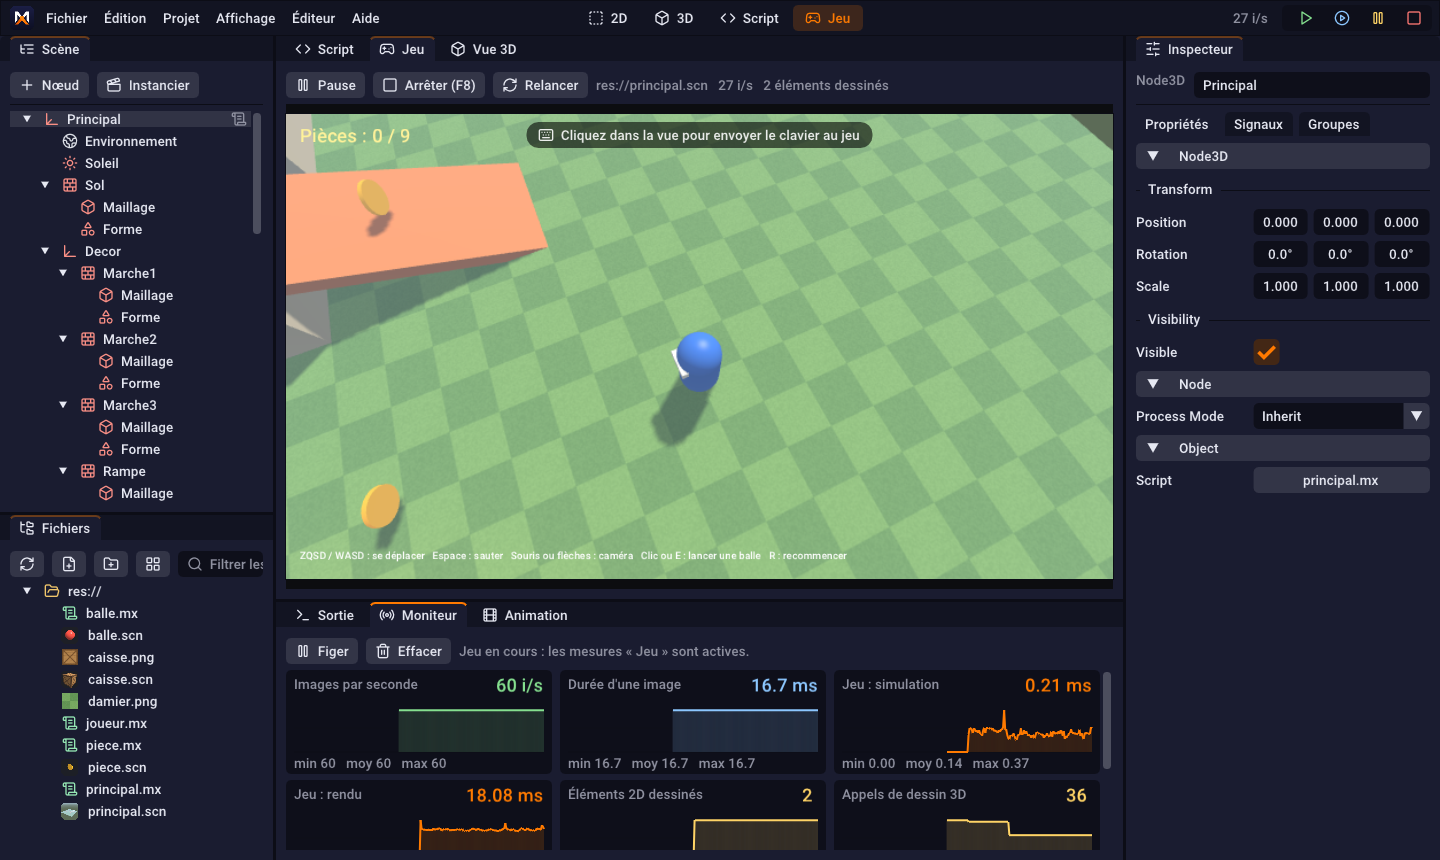 Fichier Édition Projet Affichage Éditeur Aide 2D 3D Script Jeu 27 i/s
Scène
Script Jeu Vue 3D
Inspecteur
Nœud Instancier
Pause Arrêter (F8) Relancer res://principal.scn 27 i/s 2 éléments dessinés
Node3D Principal
Principal
Environnement
Soleil
Sol
Maillage
Forme
Decor
Marche1
Maillage
Forme
Marche2
Maillage
Forme
Marche3
Maillage
Forme
Rampe
Maillage
Pièces : 0 / 9
Cliquez dans la vue pour envoyer le clavier au jeu
ZQSD / WASD : se déplacer Espace : sauter Souris ou flèches : caméra Clic ou E : lancer une balle R : recommencer
Propriétés Signaux Groupes
Node3D
Transform
Position 0.000 0.000 0.000
Rotation 0.0° 0.0° 0.0°
Scale 1.000 1.000 1.000
Visibility
Visible
Node
Process Mode Inherit
Object
Script principal.mx
Fichiers
Filtrer les
res://
balle.mx
balle.scn
caisse.png
caisse.scn
damier.png
joueur.mx
piece.mx
piece.scn
principal.mx
principal.scn
Sortie Moniteur Animation
Figer Effacer Jeu en cours : les mesures « Jeu » sont actives.
Images par seconde 60 i/s
min 60 moy 60 max 60
Durée d'une image 16.7 ms
min 16.7 moy 16.7 max 16.7
Jeu : simulation 0.21 ms
min 0.00 moy 0.14 max 0.37
Jeu : rendu 18.08 ms
Éléments 2D dessinés 2
Appels de dessin 3D 36